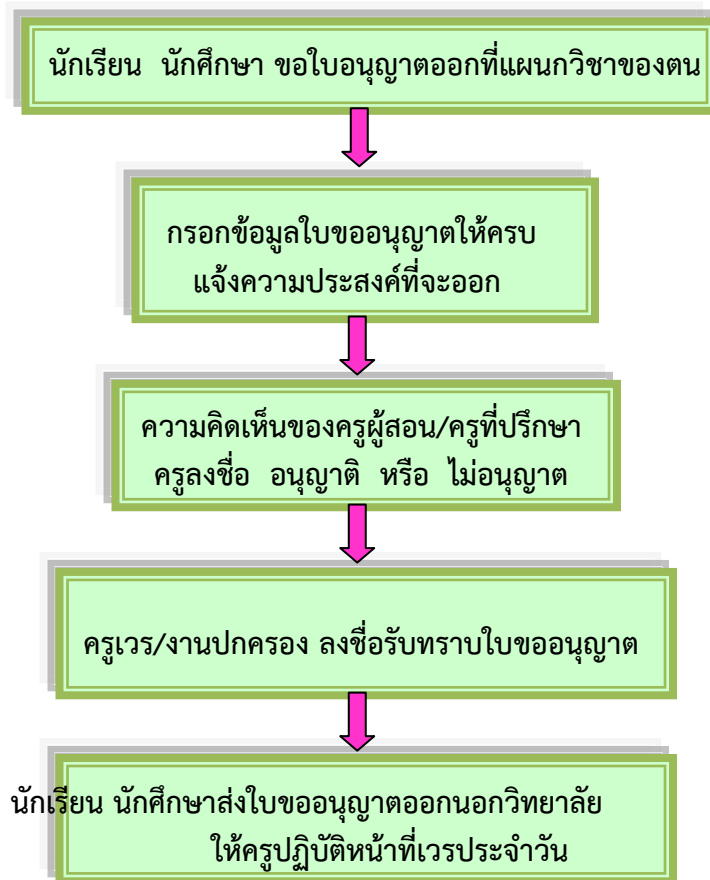 นักเรียน นักศึกษา ขอใบอนุญาตออกที่แผนกวิชาของตน
กรอกข้อมูลใบขออนุญาตให้ครบ
แจ้งความประสงค์ที่จะออก
ความคิดเห็นของครูผู้สอน/ครูที่ปรึกษา
ครูลงชื่อ อนุญาติ หรือ ไม่อนุญาต
ครูเวร/งานปกครอง ลงชื่อรับทราบใบขออนุญาต
นักเรียน นักศึกษาส่งใบขออนุญาตออกนอกวิทยาลัย
ให้ครูปฏิบัติหน้าที่เวรประจำวัน